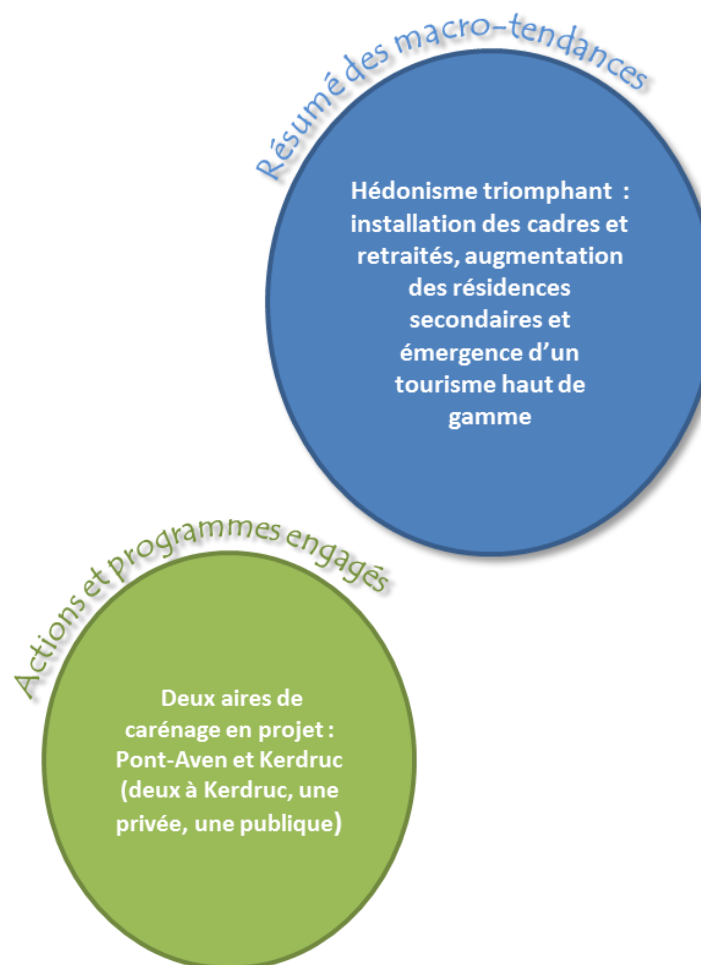 Résumé des macro-tendances
Hédonisme triomphant :
installation des cadres et
retraités, augmentation
des résidences
secondaires et
émergence d’un
tourisme haut de
gamme
Actions et programmes engagés
Deux aires de
carénage en projet :
Pont-Aven et Kerdruc
(deux à Kerdruc, une
privée, une publique)